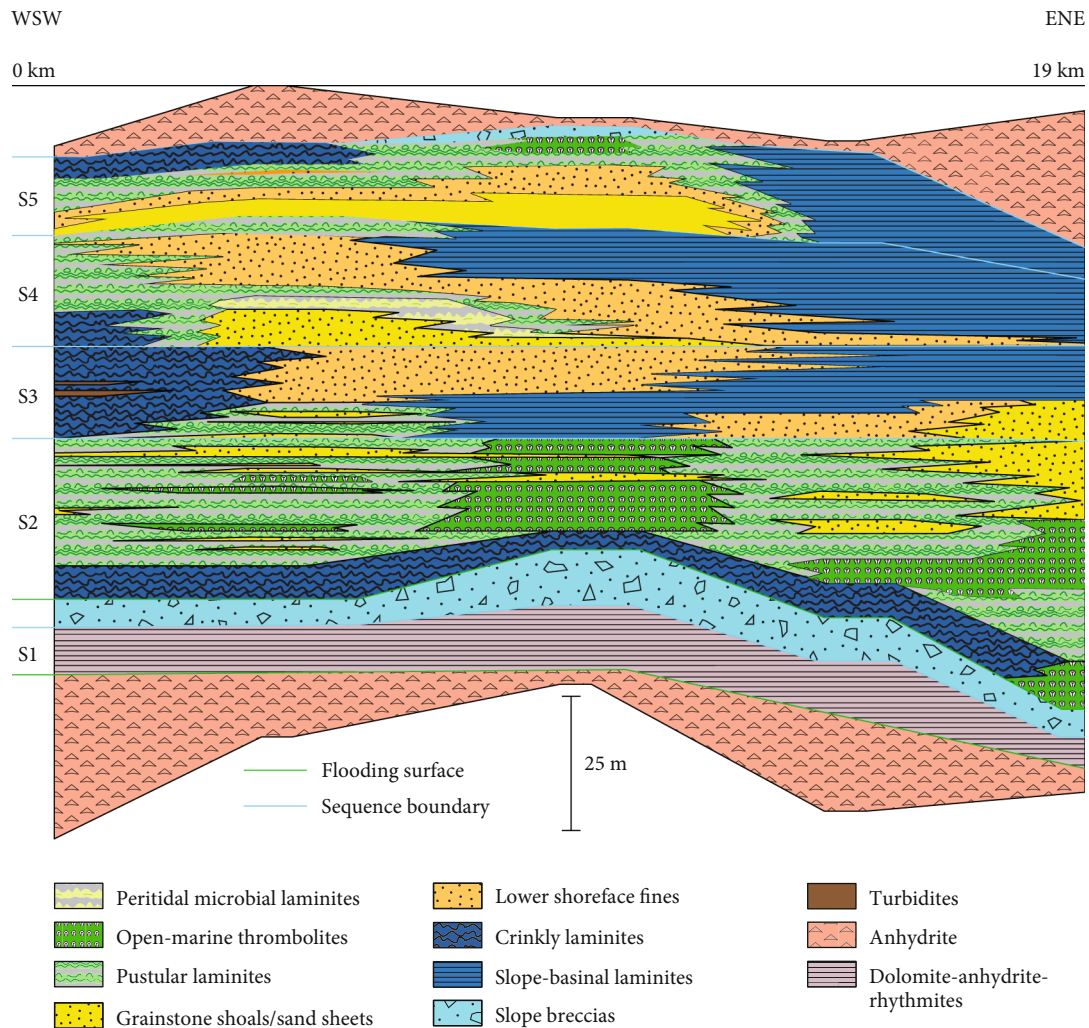 WSW
ENE
0 km
19 km
S5
S4
S3
S2
S1
Flooding surface
Sequence boundary
25 m
Peritidal microbial laminites
Open-marine thrombolites
Pustular laminites
Grainstone shoals/sand sheets
Lower shoreface fines
Crinkly laminites
Slope-basinal laminites
Slope breccias
Turbidites
Anhydrite
Dolomite-anhydrite-
rhythmites